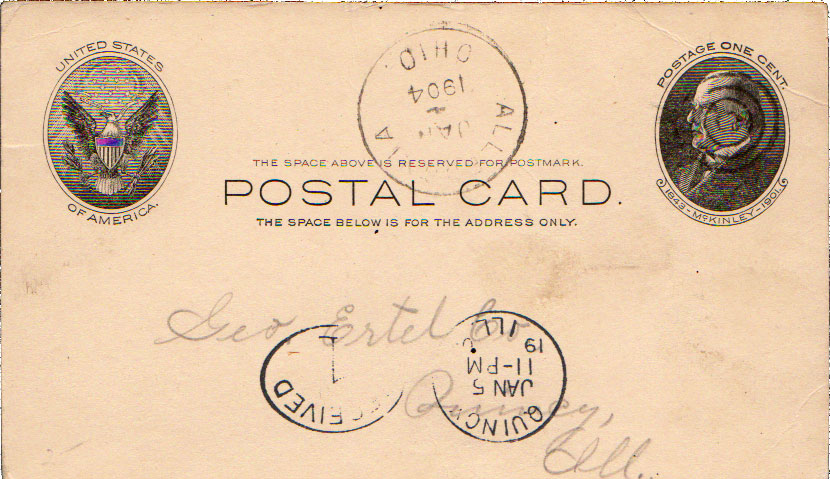 UNITED STATES
OF AMERICA.
OHIO
1904
JAN
POSTAGE ONE CENT.
1843-McKINLEY-1901.
THE SPACE ABOVE IS RESERVED FOR POSTMARK.
POSTAL CARD.
THE SPACE BELOW IS FOR THE ADDRESS ONLY.
Geo. Ertel Co
RECEIVED
1
QUINCY
JAN 5
11-PM
19
ILL
Quincy,
Ill.